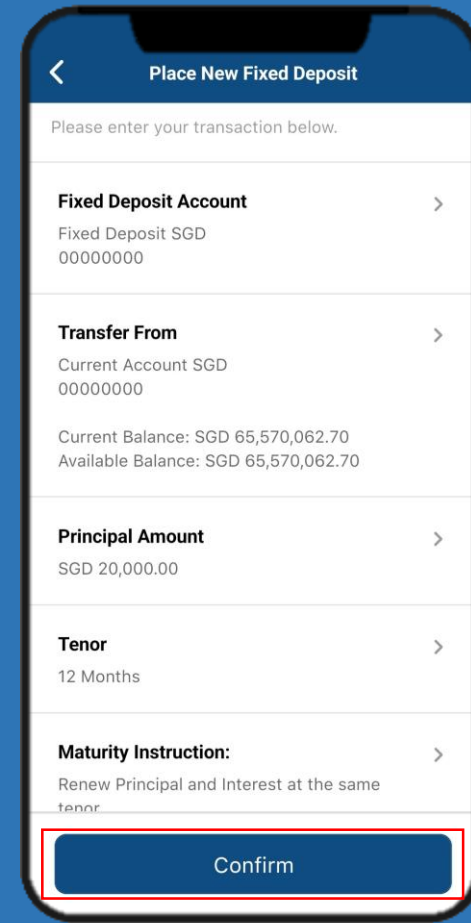 Place New Fixed Deposit
Please enter your transaction below.
Fixed Deposit Account
Fixed Deposit SGD
00000000
Transfer From
Current Account SGD
00000000
Current Balance: SGD 65,570,062.70
Available Balance: SGD 65,570,062.70
Principal Amount
SGD 20,000.00
Tenor
12 Months
Maturity Instruction:
Renew Principal and Interest at the same
tenor
Confirm